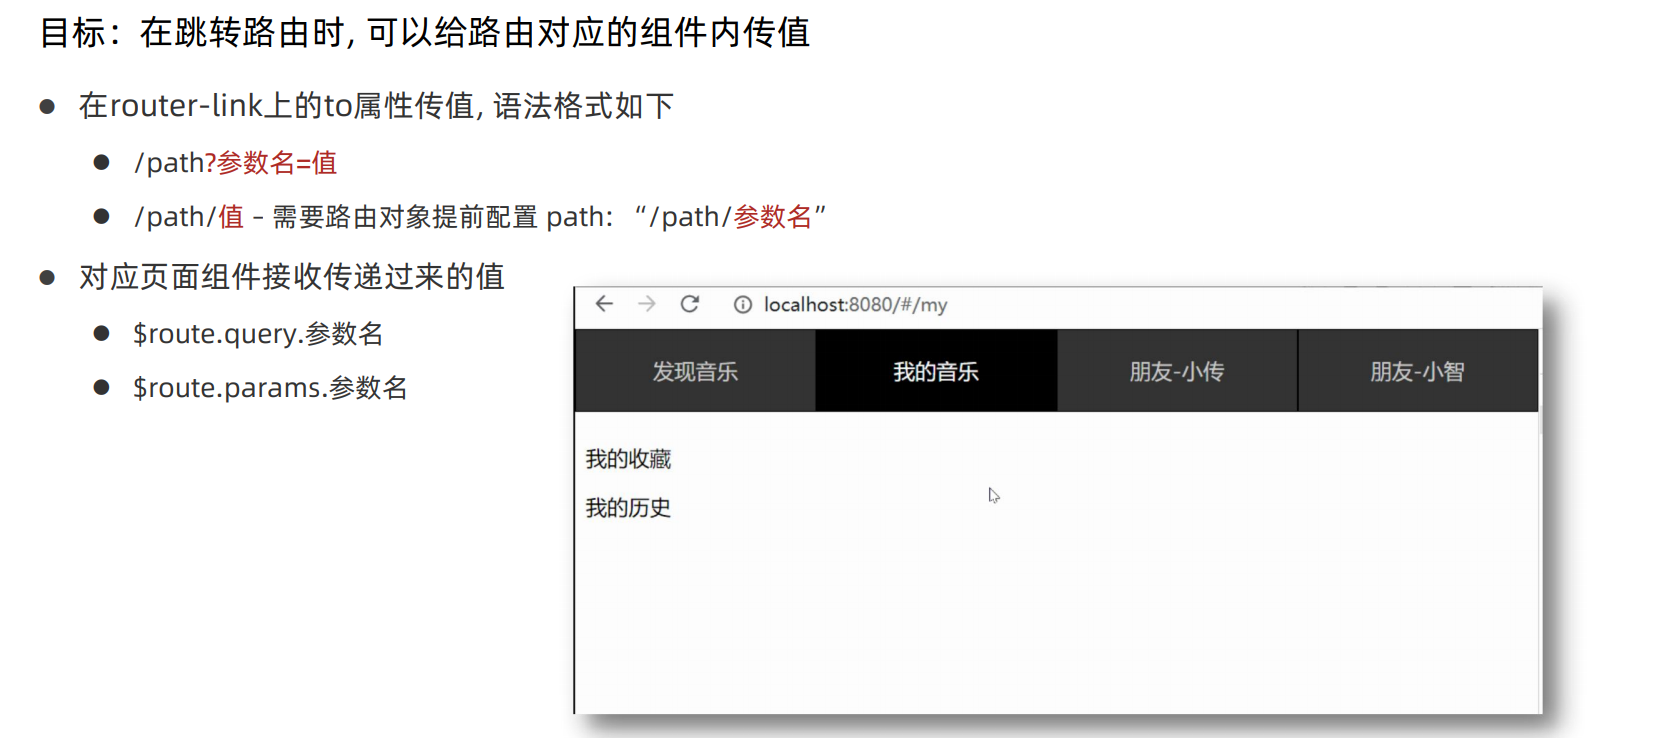 目标：在跳转路由时, 可以给路由对应的组件内传值
在router-link上的to属性传值, 语法格式如下
/path?参数名=值
/path/值 – 需要路由对象提前配置 path: “/path/参数名”
对应页面组件接收传递过来的值
$route.query.参数名
$route.params.参数名
localhost:8080/#/my
发现音乐 我的音乐 朋友-小传 朋友-小智
我的收藏
我的历史